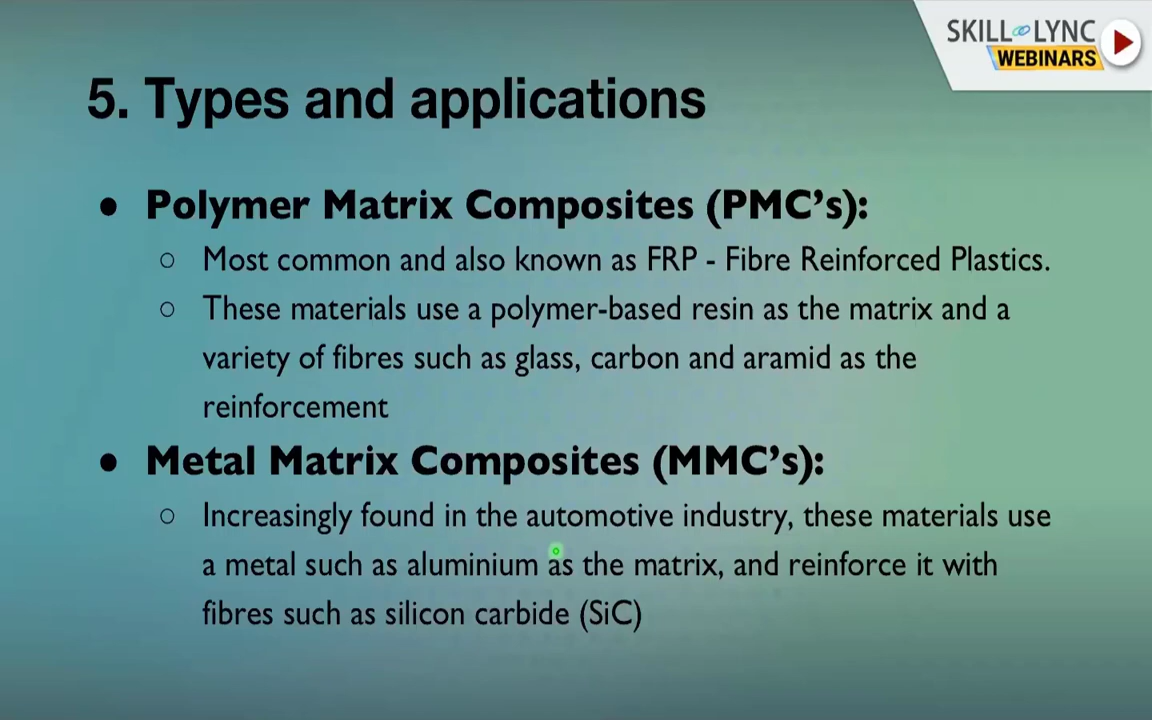 SKILL LYNC
WEBINARS
5. Types and applications
● Polymer Matrix Composites (PMC’s):
○ Most common and also known as FRP - Fibre Reinforced Plastics.
○ These materials use a polymer-based resin as the matrix and a
variety of fibres such as glass, carbon and aramid as the
reinforcement
● Metal Matrix Composites (MMC’s):
○ Increasingly found in the automotive industry, these materials use
a metal such as aluminium as the matrix, and reinforce it with
fibres such as silicon carbide (SiC)